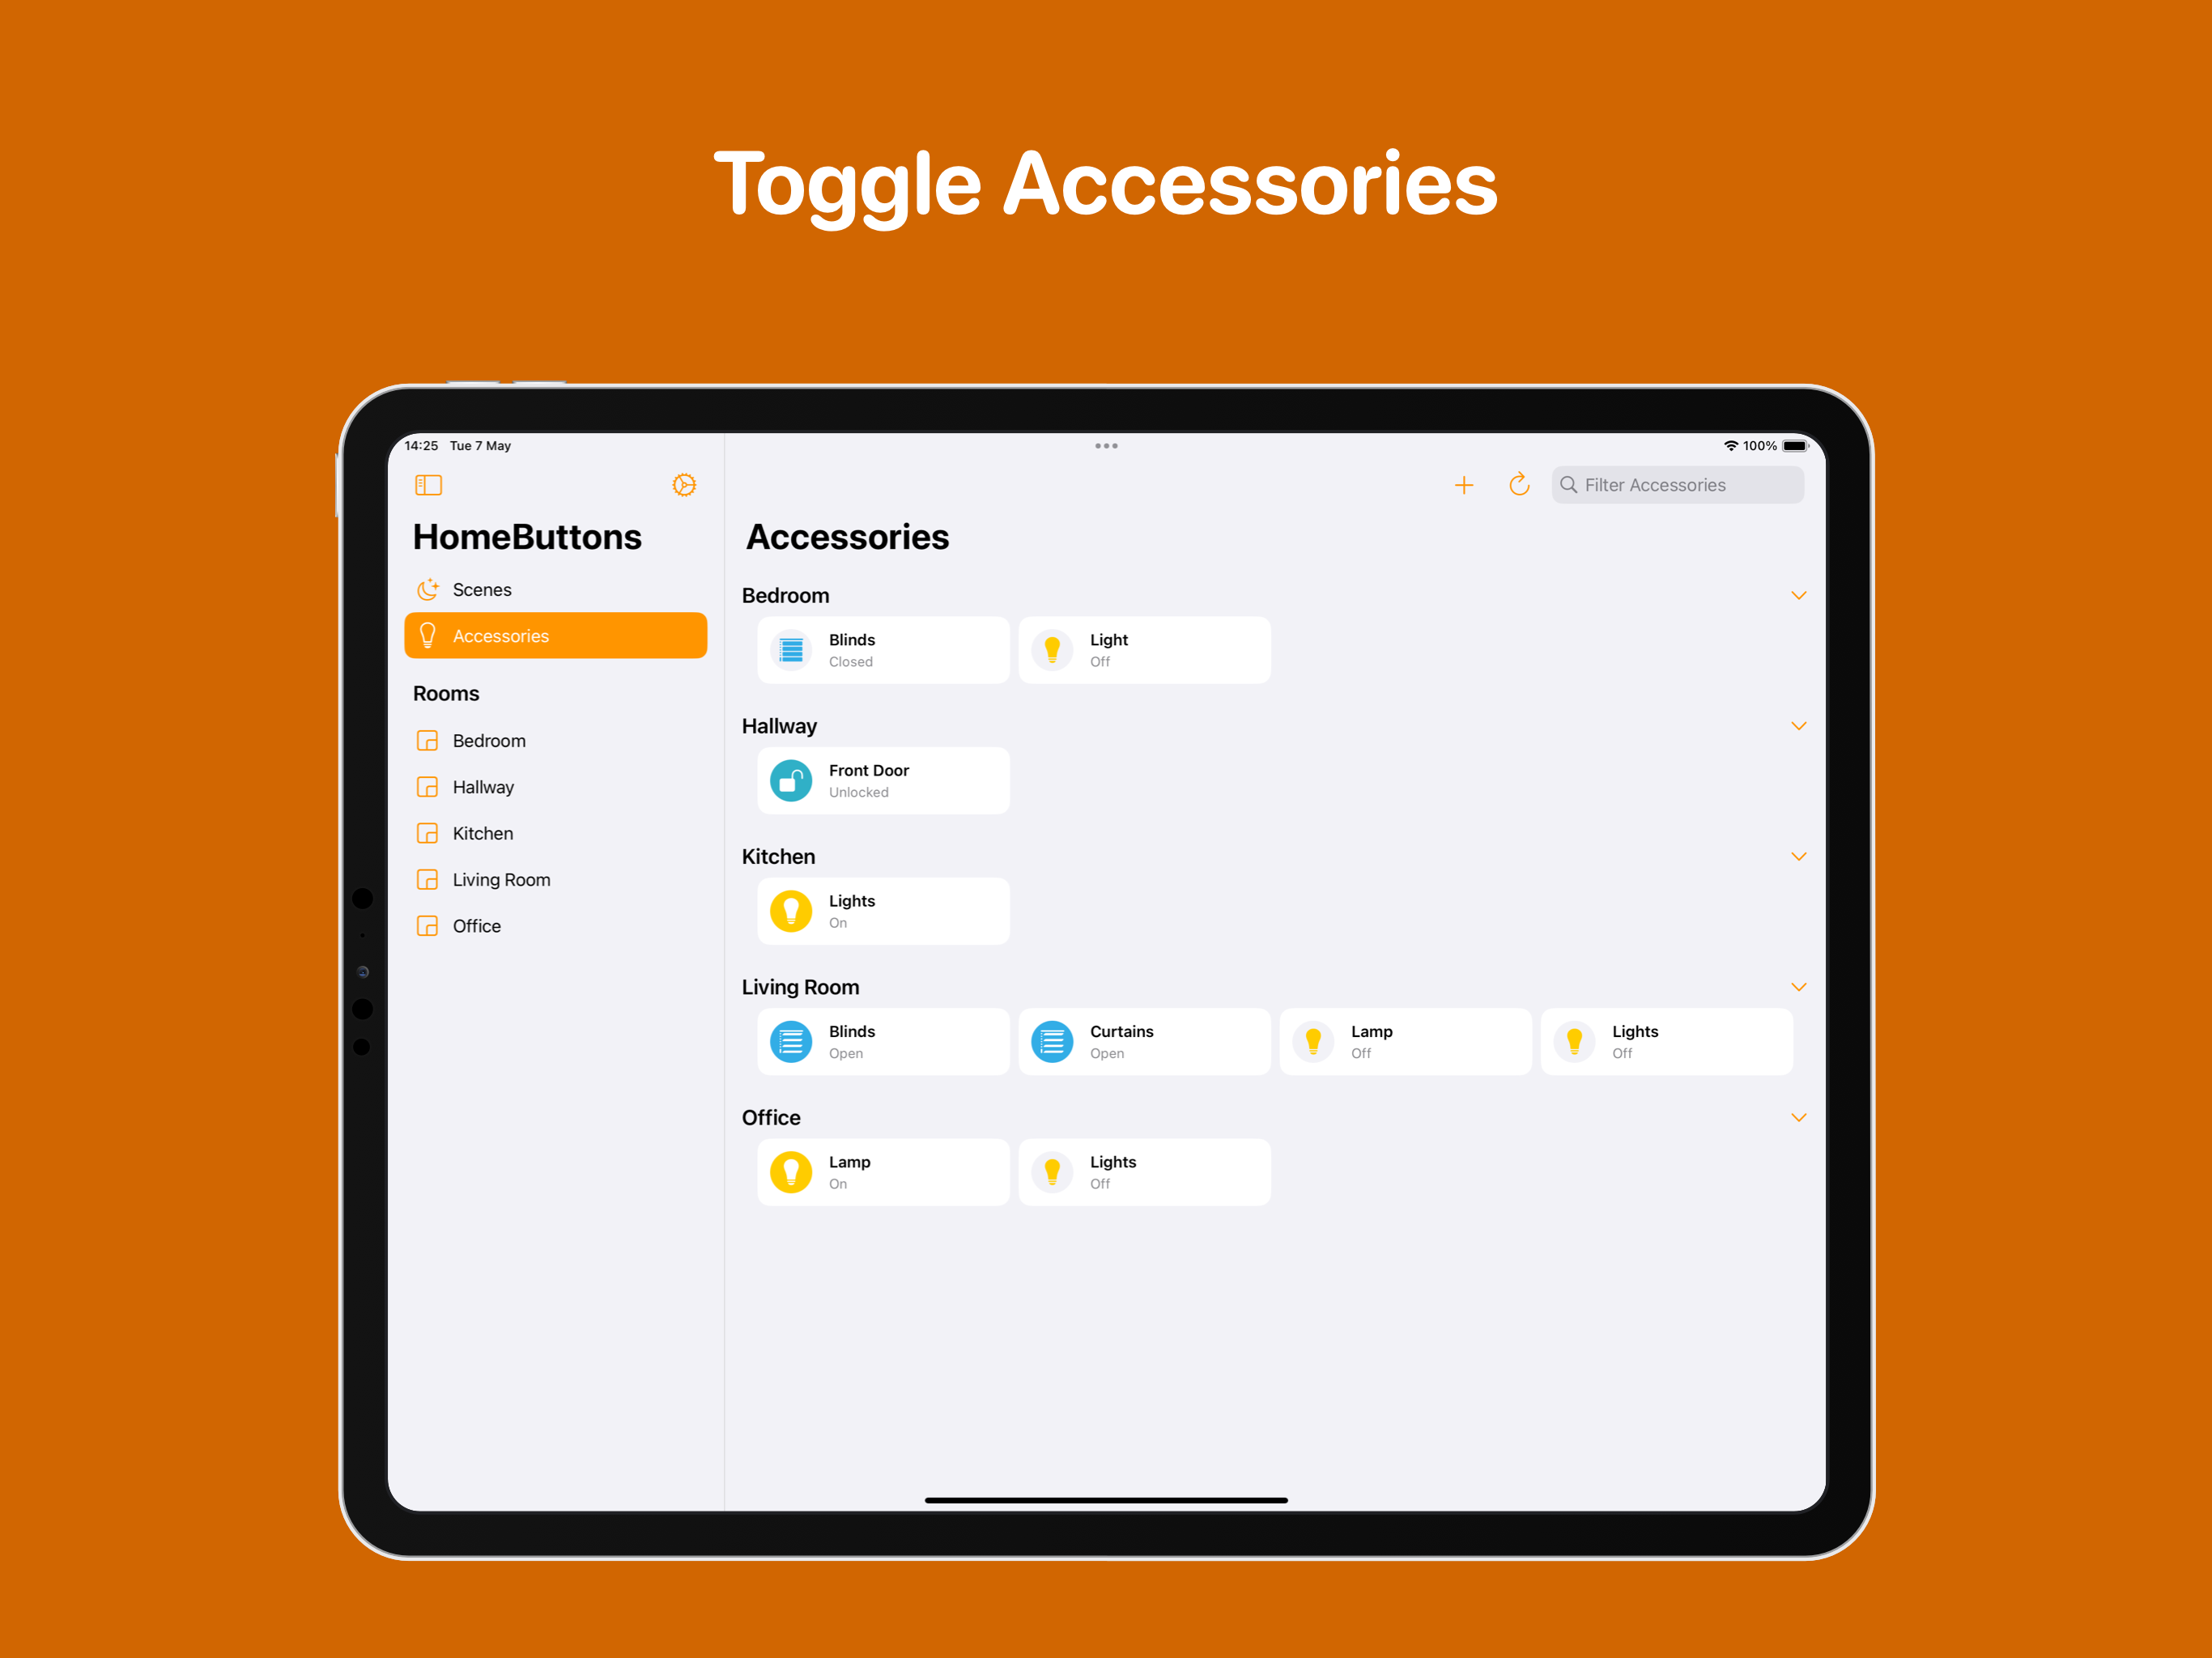 Toggle Accessories
14:25 Tue 7 May
100%
Filter Accessories
HomeButtons
Scenes
Accessories
Rooms
Bedroom
Hallway
Kitchen
Living Room
Office
Accessories
Bedroom
Blinds
Closed
Light
Off
Hallway
Front Door
Unlocked
Kitchen
Lights
On
Living Room
Blinds
Open
Curtains
Open
Lamp
Off
Lights
Off
Office
Lamp
On
Lights
Off